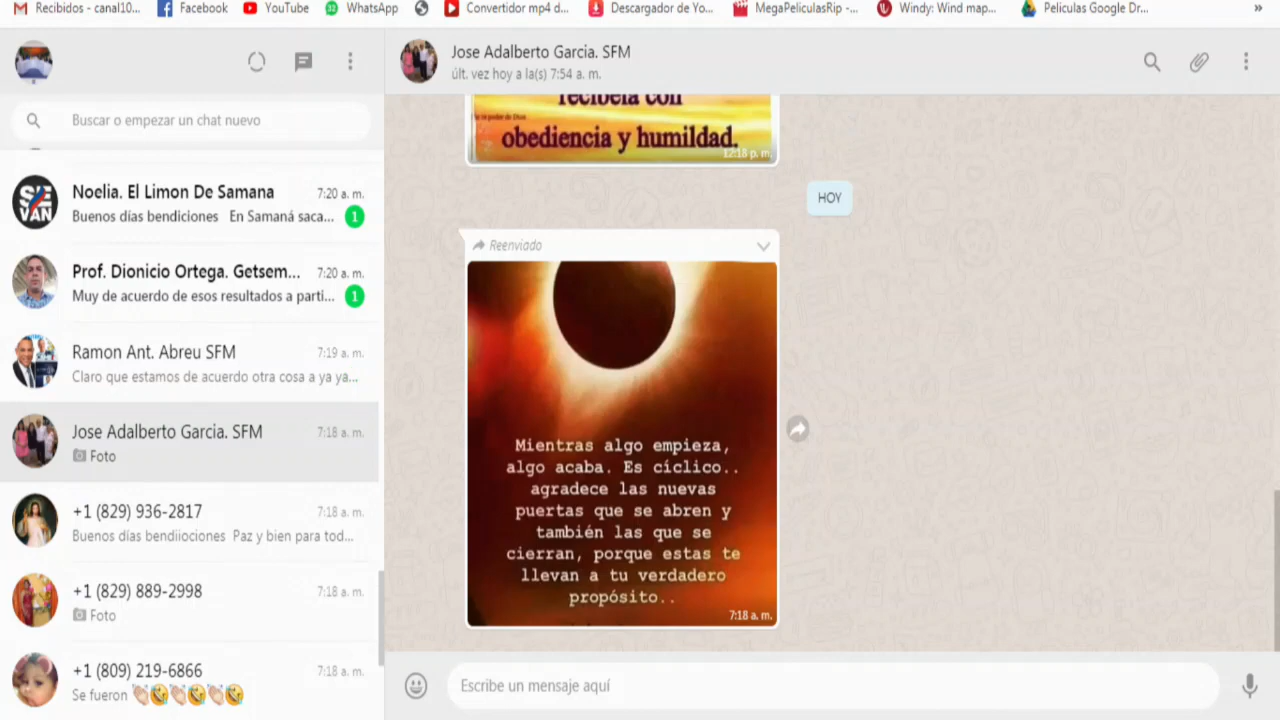 Recibidos - canal10...
Facebook
YouTube
WhatsApp
Convertidor mp4 d...
Descargador de Yo...
MegaPeliculasRip -...
Windy: Wind map...
Peliculas Google Dr...
»
Jose Adalberto Garcia. SFM
últ. vez hoy a la(s) 7:54 a. m.
Buscar o empezar un chat nuevo
Noelia. El Limon De Samana
7:20 a. m.
Buenos días bendiciones En Samaná saca...
1
Prof. Dionicio Ortega. Getsem...
7:20 a. m.
Muy de acuerdo de esos resultados a parti...
1
Ramon Ant. Abreu SFM
7:19 a. m.
Claro que estamos de acuerdo otra cosa a ya ya...
Jose Adalberto Garcia. SFM
7:18 a. m.
Foto
+1 (829) 936-2817
7:18 a. m.
Buenos días bendiiociones Paz y bien para tod...
+1 (829) 889-2998
7:18 a. m.
Foto
+1 (809) 219-6866
7:18 a. m.
Se fueron 👏🏻🤣👏🏻🤣👏🏻🤣
recíbela con
obediencia y humildad.
12:18 p. m.
HOY
Reenviado
Mientras algo empieza,
algo acaba. Es cíclico..
agradece las nuevas
puertas que se abren y
también las que se
cierran, porque estas te
llevan a tu verdadero
propósito..
7:18 a. m.
Escribe un mensaje aquí